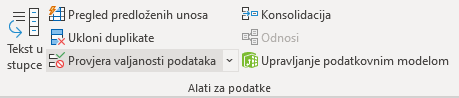 Tekst u
stupce
Pregled predloženih unosa
Ukloni duplikate
Provjera valjanosti podataka
Konsolidacija
Odnosi
Upravljanje podatkovnim modelom
Alati za podatke